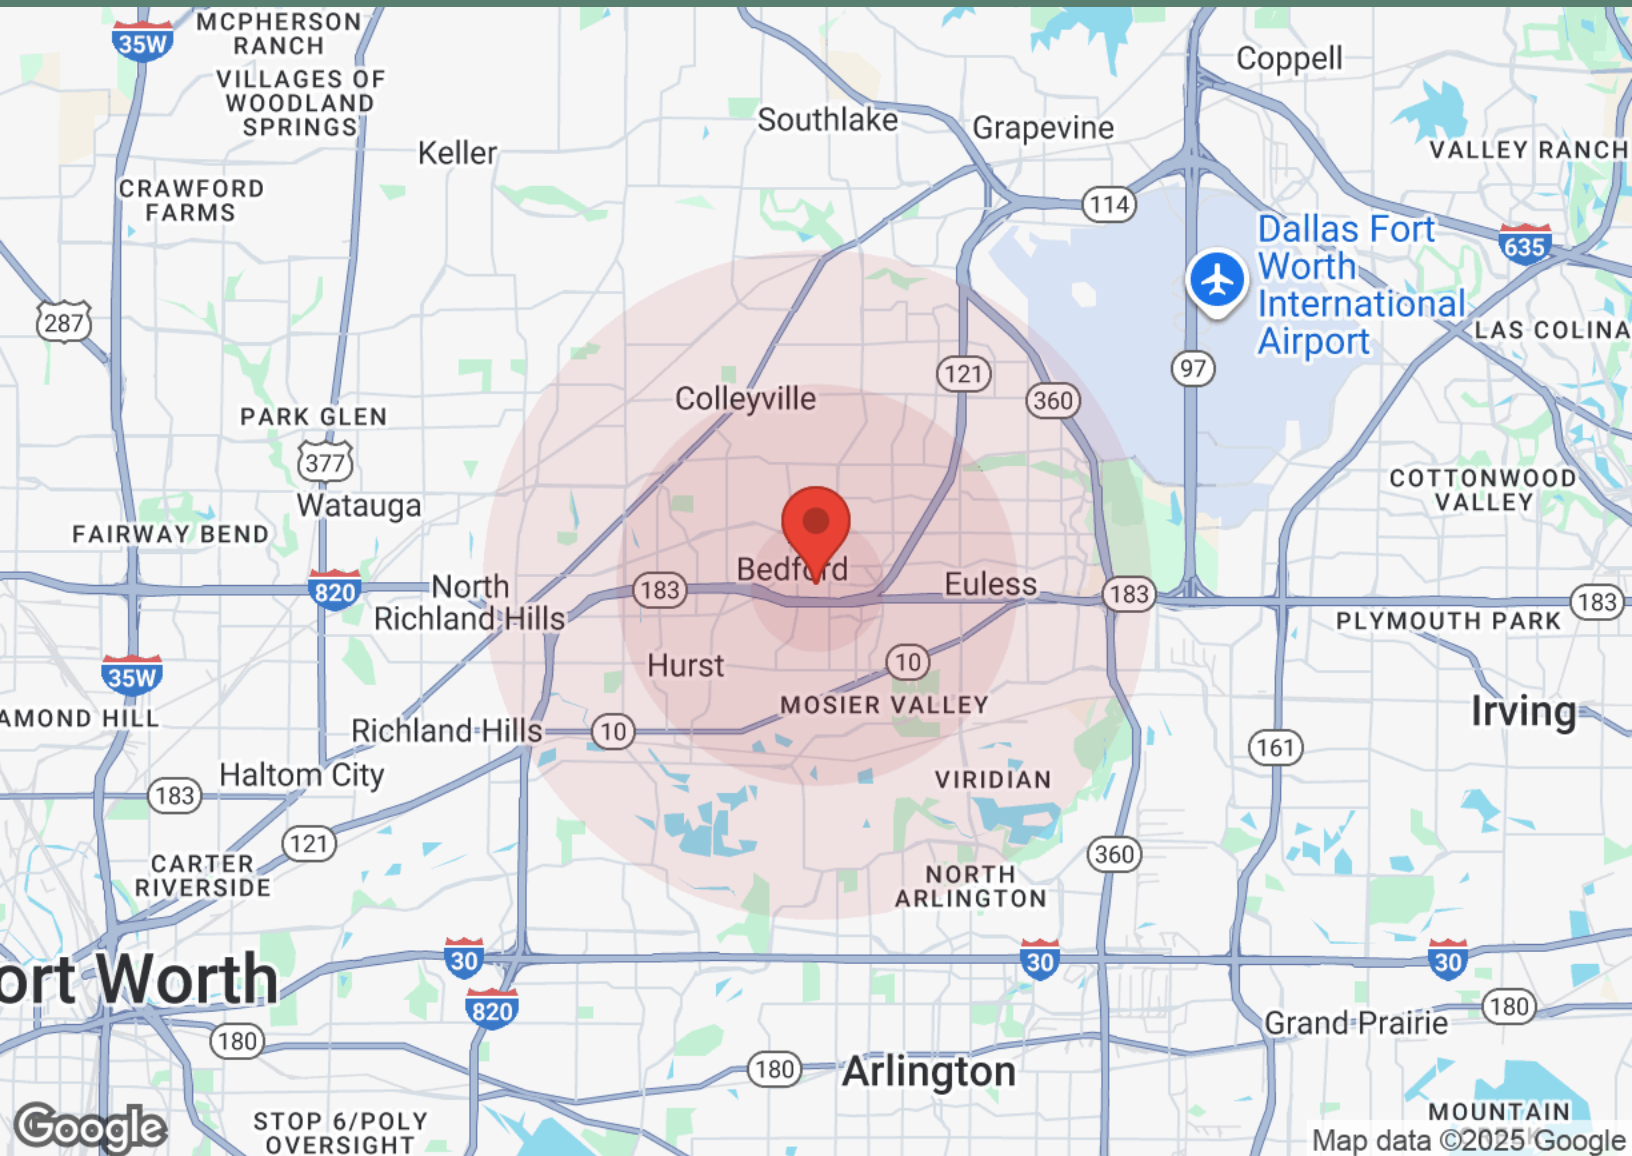 35W
MCPHERSON
RANCH
Coppell
VILLAGES OF
WOODLAND
SPRINGS
Southlake
Grapevine
Keller
VALLEY RANCH
CRAWFORD
FARMS
114
Dallas Fort
Worth
International
Airport
635
287
LAS COLINA
121
97
360
Colleyville
PARK GLEN
377
Watauga
COTTONWOOD
VALLEY
FAIRWAY BEND
820
North
Richland Hills
183
Bedford
Euless
183
183
PLYMOUTH PARK
35W
Hurst
10
MOSIER VALLEY
AMOND HILL
Richland Hills
10
Irving
161
Haltom City
VIRIDIAN
183
121
360
CARTER
RIVERSIDE
NORTH
ARLINGTON
ort Worth
30
30
30
820
180
180
Grand Prairie
180
Arlington
STOP 6/POLY
OVERSIGHT
MOUNTAIN
Google
Map data ©2025 Google